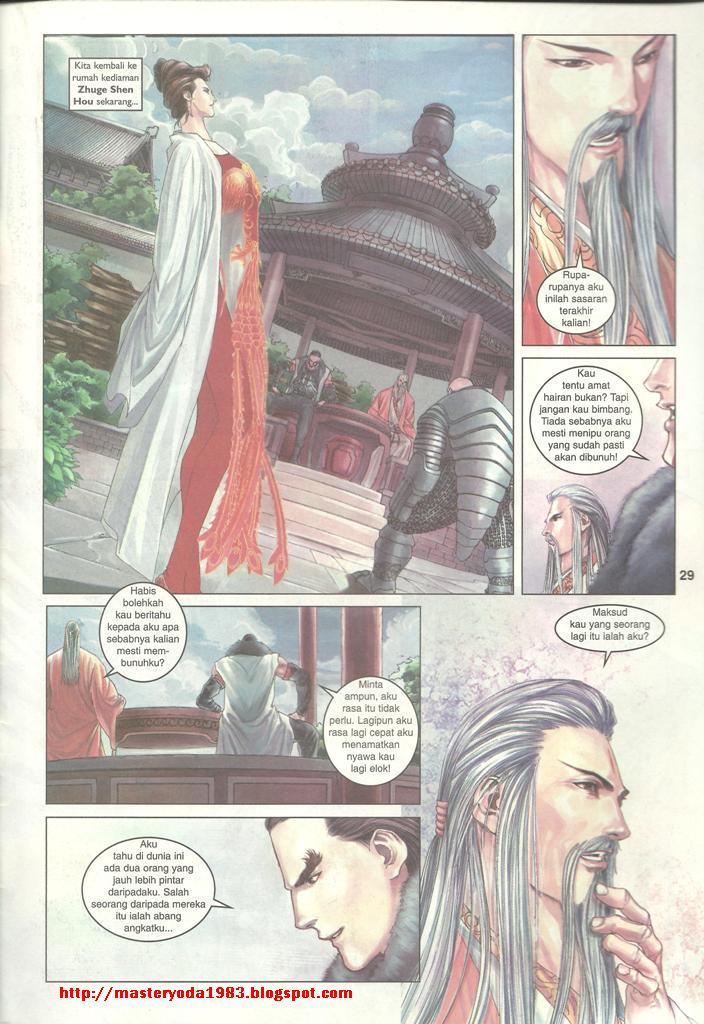 Kita kembali ke
rumah kediaman
Zhuge Shen
Hou sekarang...
Rupa-
rupanya aku
inilah sasaran
terakhir
kalian!
Kau
tentu amat
hairan bukan? Tapi
jangan kau bimbang.
Tiada sebabnya aku
mesti menipu orang
yang sudah pasti
akan dibunuh!
29
Habis
bolehkah
kau beritahu
kepada aku apa
sebabnya kalian
mesti mem-
bunuhku?
Minta
ampun, aku
rasa itu tidak
perlu. Lagipun aku
rasa lagi cepat aku
menamatkan
nyawa kau
lagi elok!
Aku
tahu di dunia ini
ada dua orang yang
jauh lebih pintar
daripadaku. Salah
seorang daripada mereka
itu ialah abang
angkatku...
Maksud
kau yang seorang
lagi itu ialah aku?
http://masteryoda1983.blogspot.com